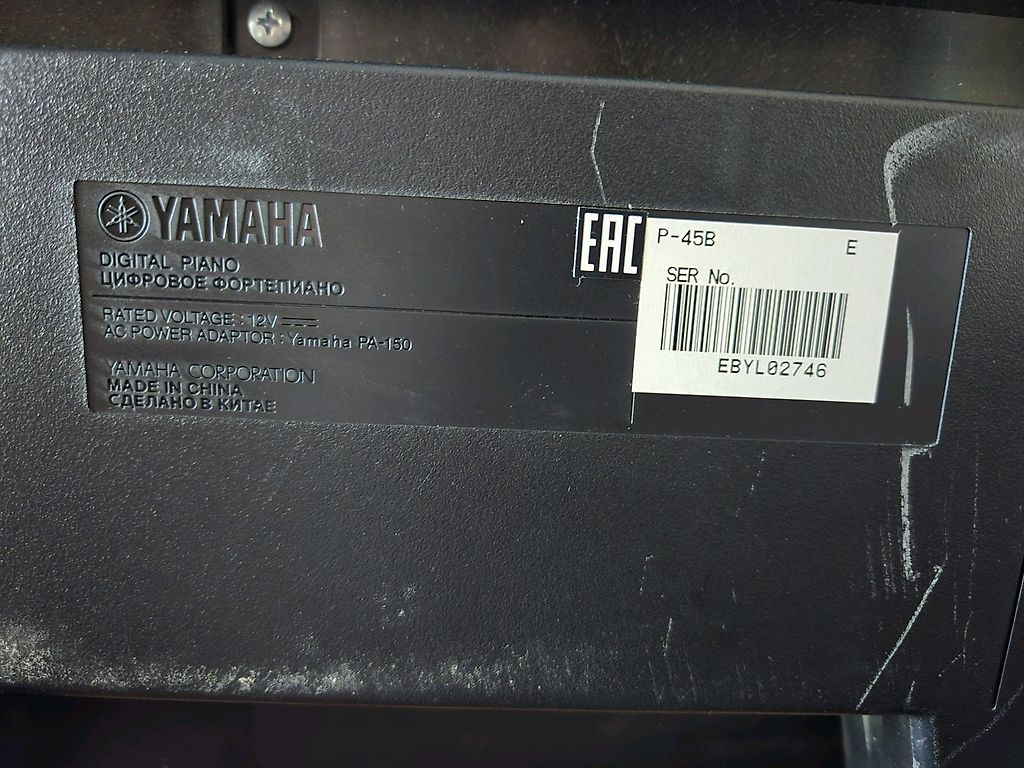 YAMAHA
DIGITAL PIANO
ЦИФРОВОЕ ФОРТЕПИАНО
RATED VOLTAGE : 12V
AC POWER ADAPTOR : Yamaha PA-150
YAMAHA CORPORATION
MADE IN CHINA
СДЕЛАНО В КИТАЕ
EAC
P-45B E
SER No.
EBYL02746